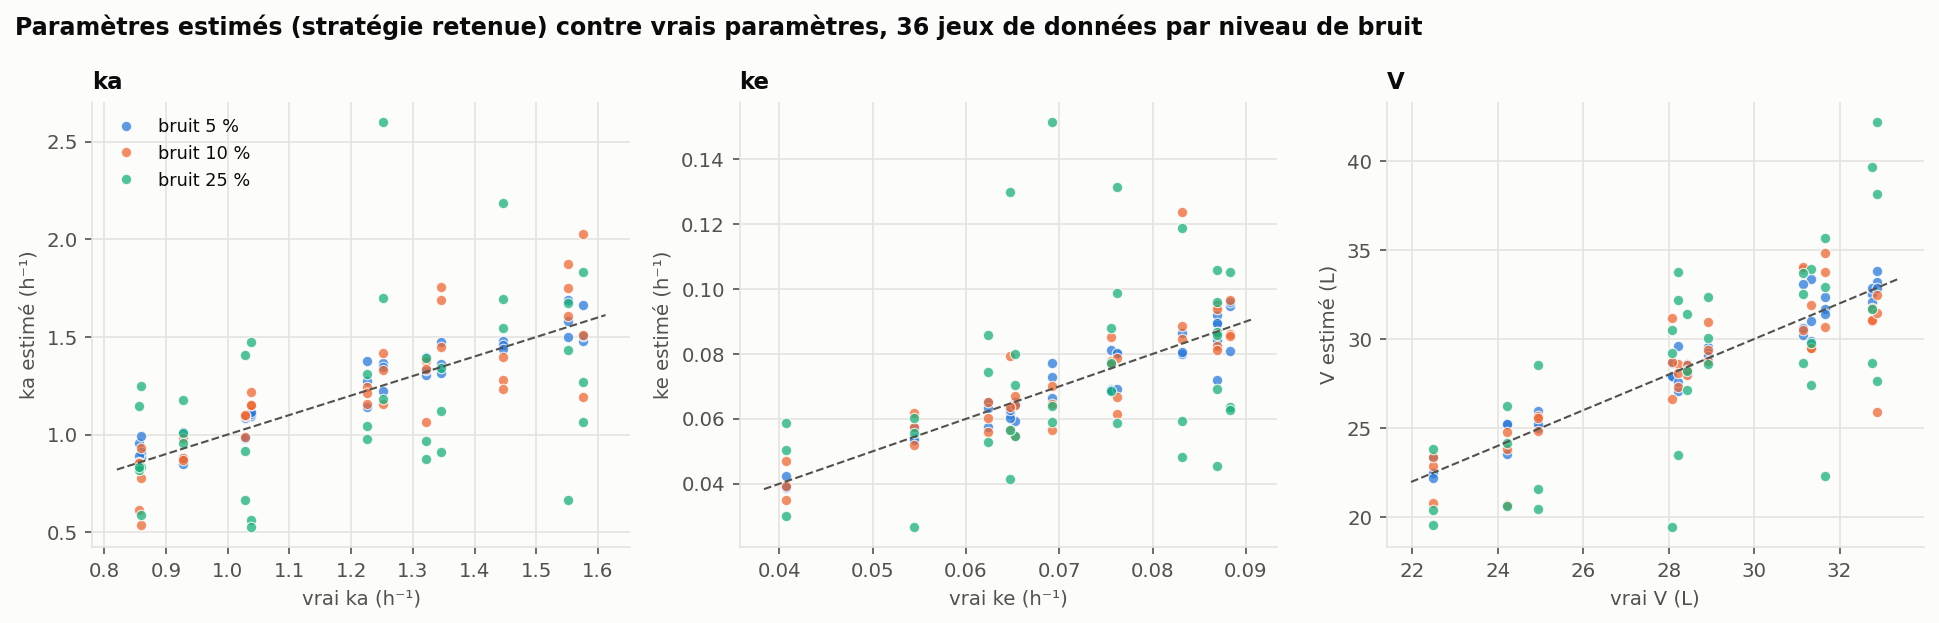 Paramètres estimés (stratégie retenue) contre vrais paramètres, 36 jeux de données par niveau de bruit
ka
bruit 5 %
bruit 10 %
bruit 25 %
2.5
2.0
1.5
1.0
0.5
ka estimé (h⁻¹)
0.8 0.9 1.0 1.1 1.2 1.3 1.4 1.5 1.6
vrai ka (h⁻¹)
ke
0.14
0.12
0.10
0.08
0.06
0.04
ke estimé (h⁻¹)
0.04 0.05 0.06 0.07 0.08 0.09
vrai ke (h⁻¹)
V
40
35
30
25
20
V estimé (L)
22 24 26 28 30 32
vrai V (L)